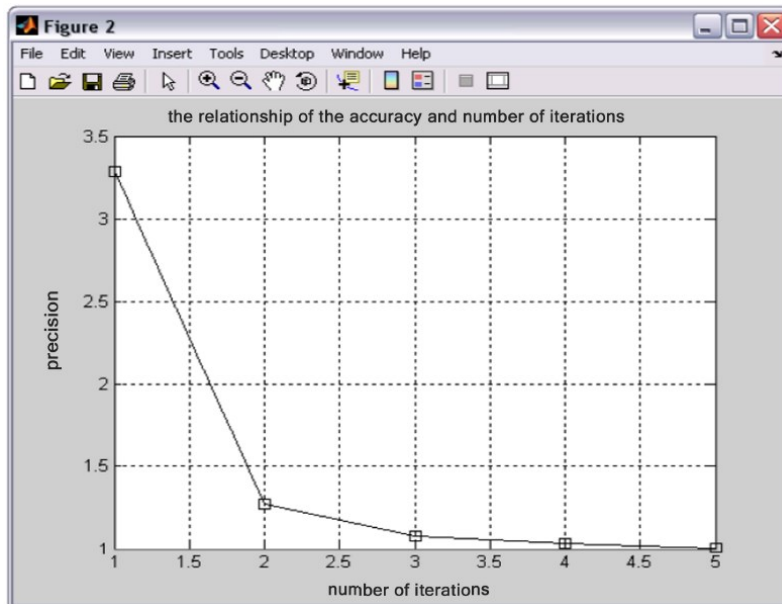 Figure 2
File Edit View Insert Tools Desktop Window Help
the relationship of the accuracy and number of iterations
3.5
3
2.5
2
1.5
1
precision
1 1.5 2 2.5 3 3.5 4 4.5 5
number of iterations